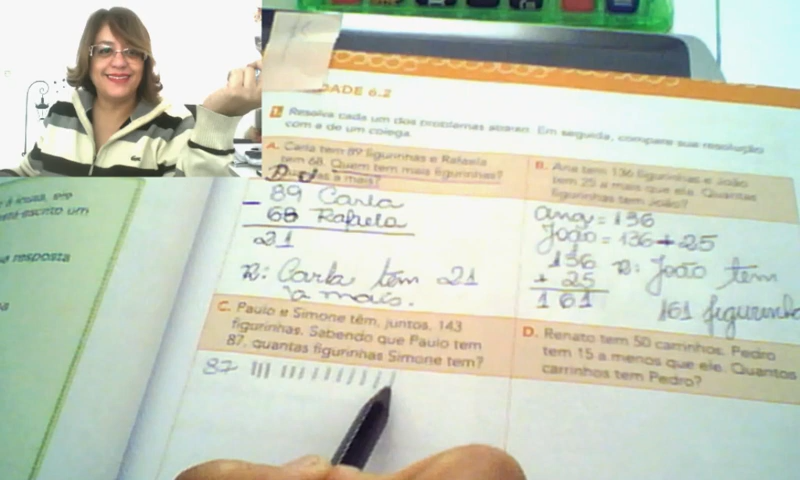 DADE 6.2
1. Resolva cada um dos problemas abaixo. Em seguida, compare sua resolução
com a de um colega.
A. Carla tem 89 figurinhas e Rafaela
tem 68. Quem tem mais figurinhas?
a mais?
D U
89 Carla
- 68 Rafaela
21
R: Carla tem 21
a mais.
B. Ana tem 136 figurinhas e João
tem 25 a mais que ela. Quantas
figurinhas tem João?
ana = 136
João = 136 + 25
136
+ 25
161
R: João tem
161 figurinha
C. Paulo e Simone têm, juntos, 143
figurinhas. Sabendo que Paulo tem
87, quantas figurinhas Simone tem?
87
D. Renato tem 50 carrinhos. Pedro
tem 15 a menos que ele. Quantos
carrinhos tem Pedro?
resposta